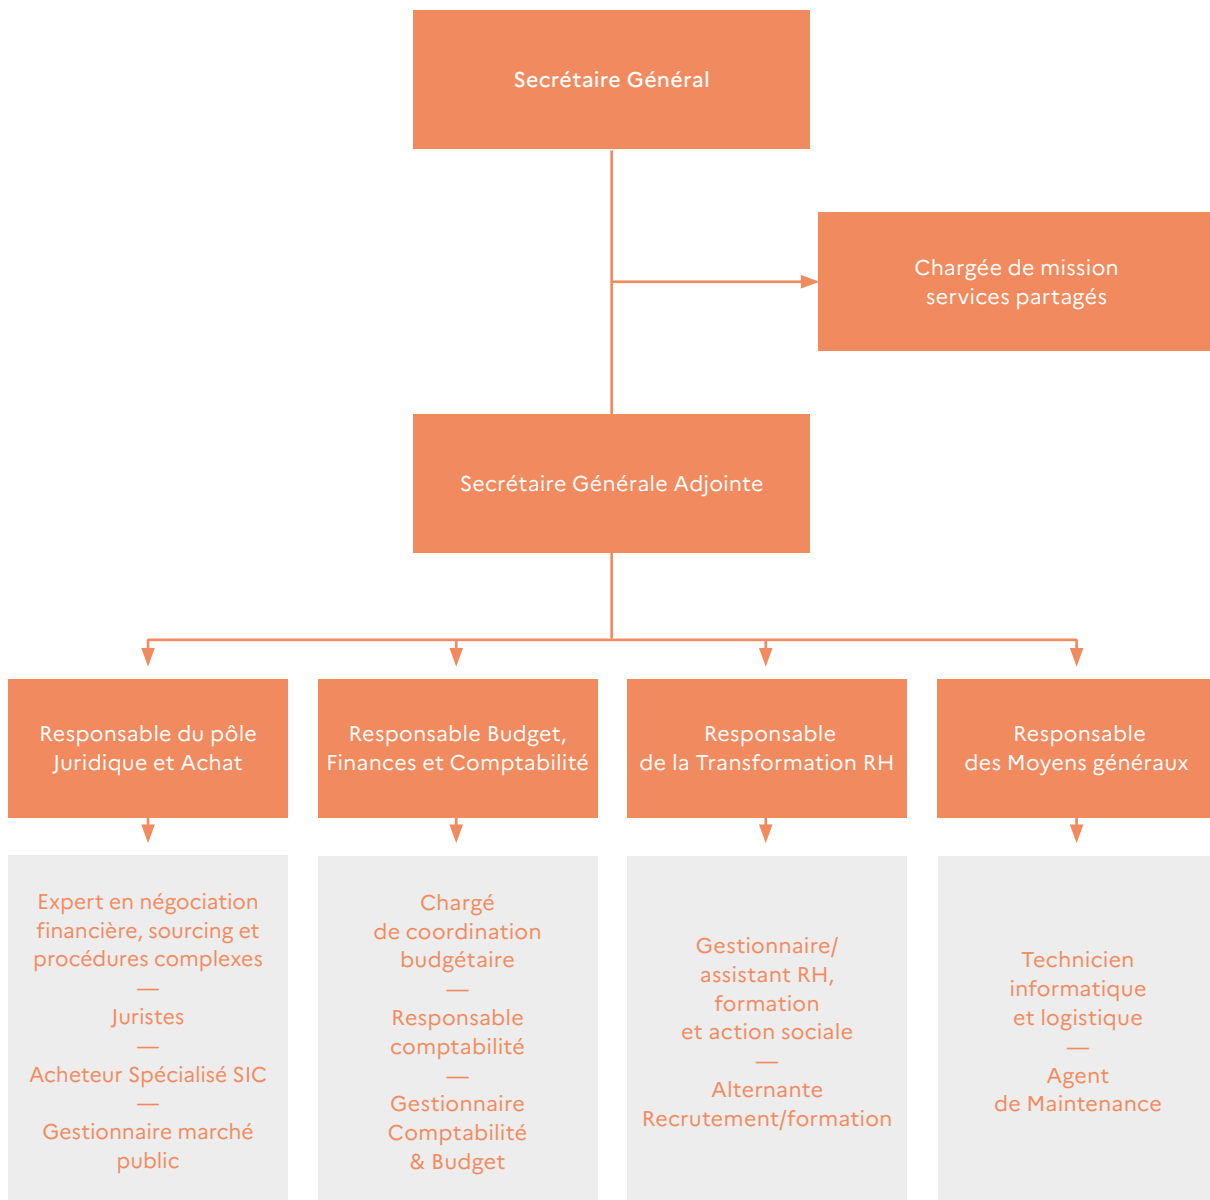 Secrétaire Général
Chargée de mission
services partagés
Secrétaire Générale Adjointe
Responsable du pôle
Juridique et Achat
Responsable Budget,
Finances et Comptabilité
Responsable
de la Transformation RH
Responsable
des Moyens généraux
Expert en négociation
financière, sourcing et
procédures complexes
—
Juristes
—
Acheteur Spécialisé SIC
—
Gestionnaire marché
public
Chargé
de coordination
budgétaire
—
Responsable
comptabilité
—
Gestionnaire
Comptabilité
& Budget
Gestionnaire/
assistant RH,
formation
et action sociale
—
Alternante
Recrutement/formation
Technicien
informatique
et logistique
—
Agent
de Maintenance